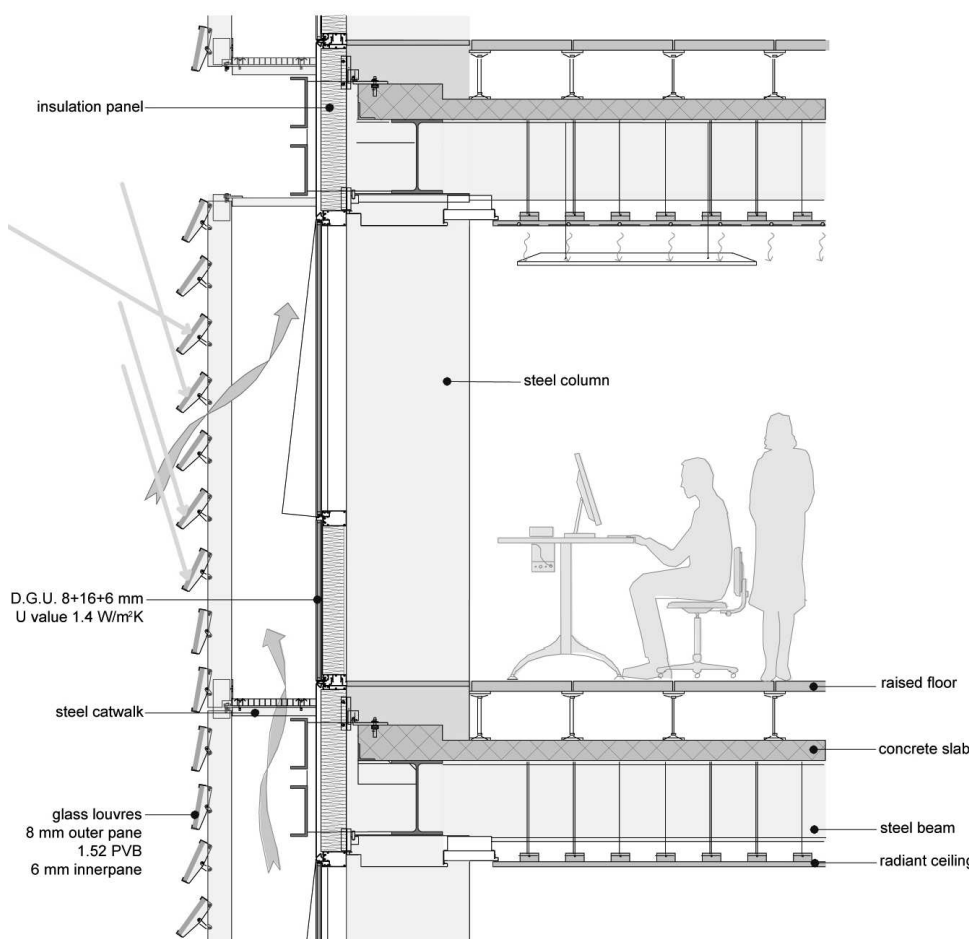 insulation panel
steel column
D.G.U. 8+16+6 mm
U value 1.4 W/m²K
raised floor
steel catwalk
concrete slab
glass louvres
8 mm outer pane
1.52 PVB
6 mm innerpane
steel beam
radiant ceiling